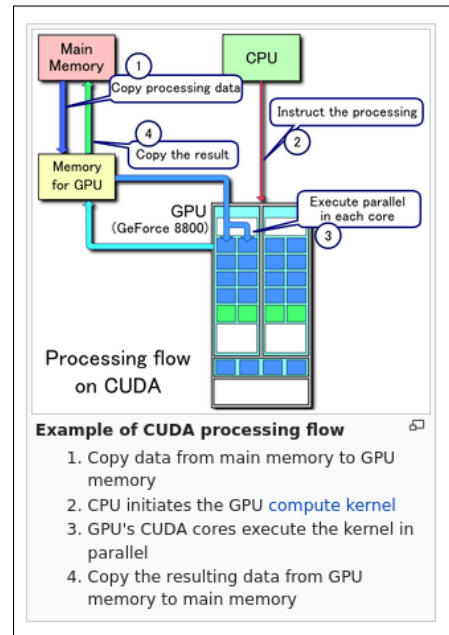 Main
Memory
CPU
1
Copy processing data
Instruct the processing
2
4
Copy the result
Memory
for GPU
Execute parallel
in each core
3
GPU
(GeForce 8800)
Processing flow
on CUDA
Example of CUDA processing flow
1. Copy data from main memory to GPU
memory
2. CPU initiates the GPU compute kernel
3. GPU's CUDA cores execute the kernel in
parallel
4. Copy the resulting data from GPU
memory to main memory